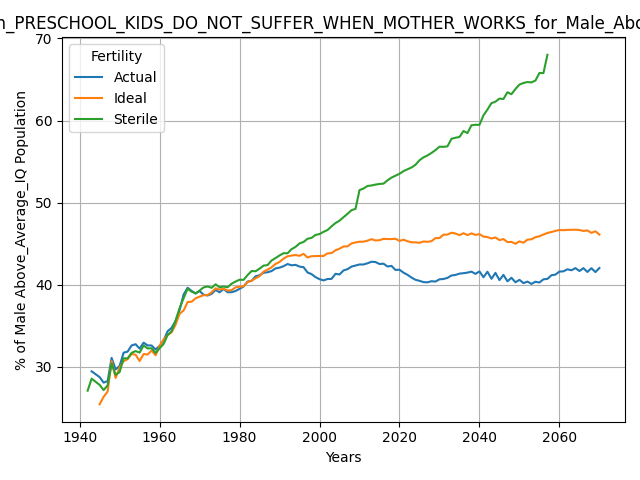 n_PRESCHOOL_KIDS_DO_NOT_SUFFER_WHEN_MOTHER_WORKS_for_Male_Abo
Fertility
Actual
Ideal
Sterile
70
60
50
40
30
% of Male Above_Average_IQ Population
1940
1960
1980
2000
2020
2040
2060
Years